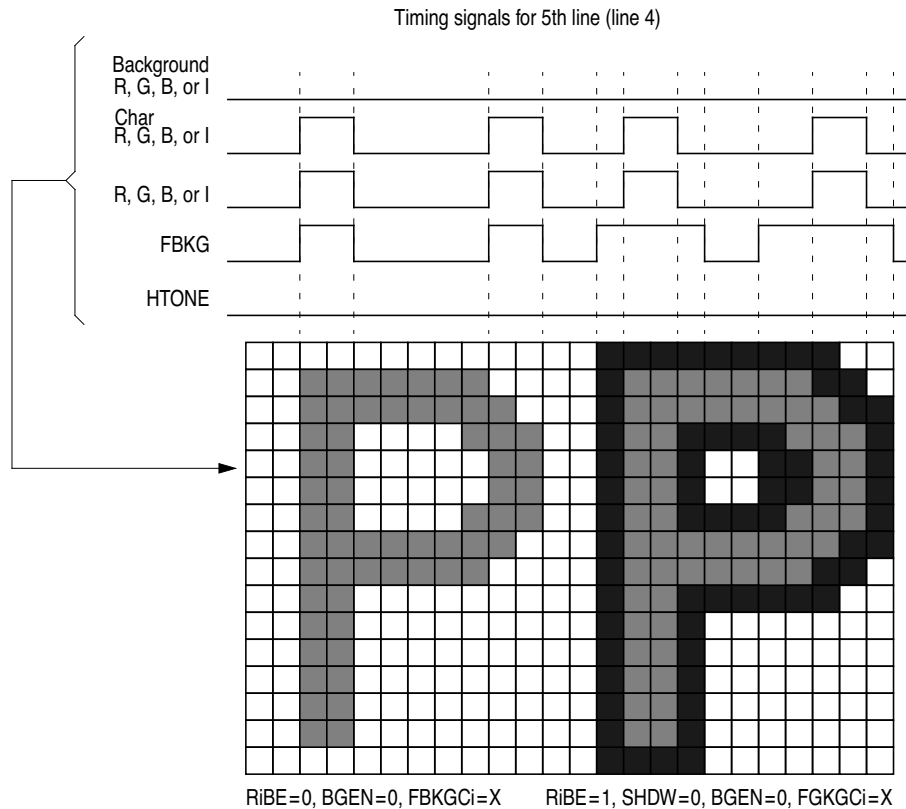 Timing signals for 5th line (line 4)
Background
R, G, B, or I
Char
R, G, B, or I
R, G, B, or I
FBKG
HTONE
RiBE=0, BGEN=0, FBKGCi=X
RiBE=1, SHDW=0, BGEN=0, FGKGCi=X